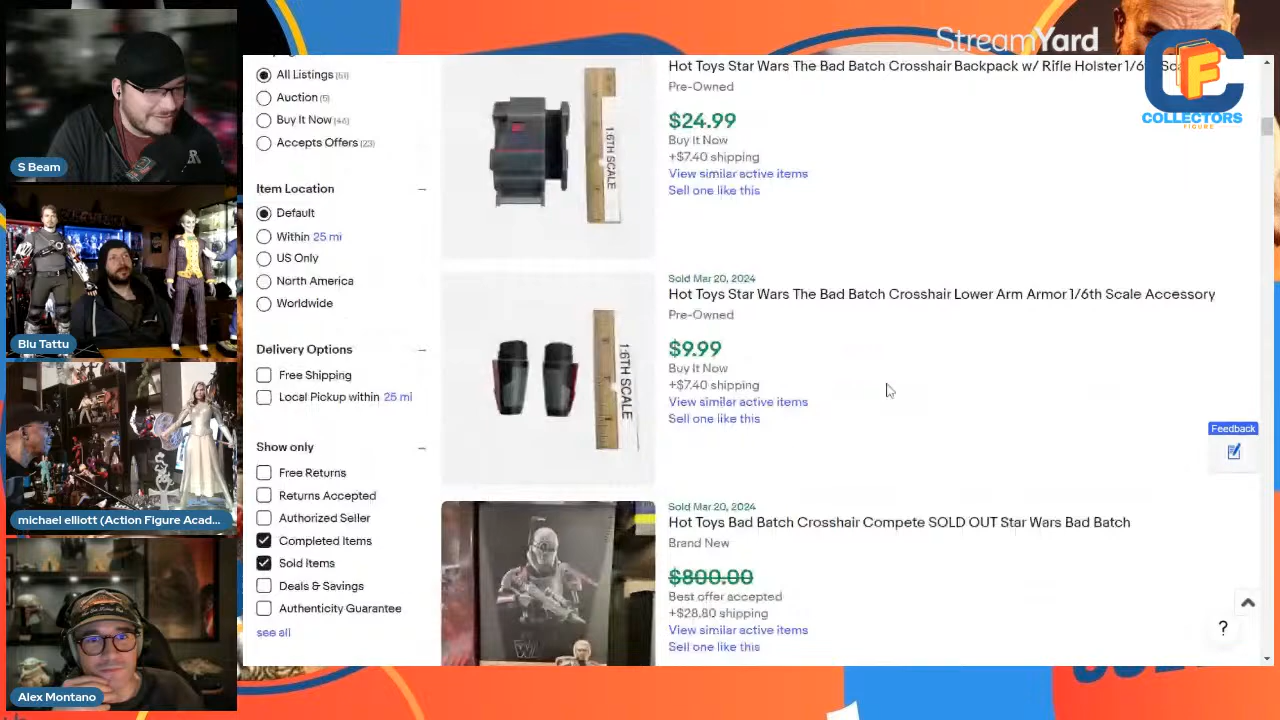 StreamYard
CF
COLLECTORS
FIGURE
S Beam
Blu Tattu
michael elliott (Action Figure Acad...
Alex Montano
All Listings (51)
Auction (5)
Buy It Now (46)
Accepts Offers (23)
Item Location
Default
Within 25 mi
US Only
North America
Worldwide
Delivery Options
Free Shipping
Local Pickup within 25 mi
Show only
Free Returns
Returns Accepted
Authorized Seller
Completed Items
Sold Items
Deals & Savings
Authenticity Guarantee
see all
Hot Toys Star Wars The Bad Batch Crosshair Backpack w/ Rifle Holster 1/6
Pre-Owned
$24.99
Buy It Now
+$7.40 shipping
View similar active items
Sell one like this
1:6TH SCALE
Sold Mar 20, 2024
Hot Toys Star Wars The Bad Batch Crosshair Lower Arm Armor 1/6th Scale Accessory
Pre-Owned
$9.99
Buy It Now
+$7.40 shipping
View similar active items
Sell one like this
1:6TH SCALE
Sold Mar 20, 2024
Hot Toys Bad Batch Crosshair Compete SOLD OUT Star Wars Bad Batch
Brand New
$800.00
Best offer accepted
+$28.80 shipping
View similar active items
Sell one like this
Feedback
?